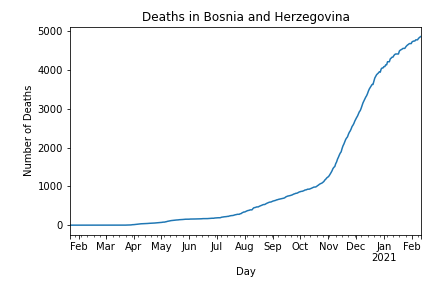 Deaths in Bosnia and Herzegovina
5000
4000
3000
2000
1000
0
Number of Deaths
Feb Mar Apr May Jun Jul Aug Sep Oct Nov Dec Jan Feb
2021
Day